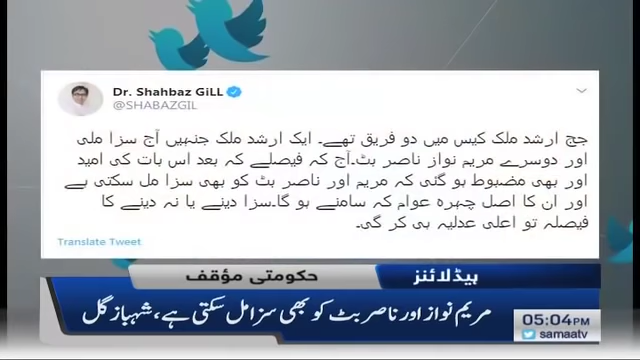 Dr. Shahbaz GiLL
@SHABAZGIL
جج ارشد ملک کیس میں دو فریق تھے۔ ایک ارشد ملک جنہیں آج سزا ملی
اور دوسرے مریم نواز ناصر بٹ۔آج کہ فیصلے کہ بعد اس بات کی امید
اور بھی مضبوط ہو گئی کہ مریم اور ناصر بٹ کو بھی سزا مل سکتی ہے
اور ان کا اصل چہرہ عوام کہ سامنے ہو گا۔سزا دینے یا نہ دینے کا
فیصلہ تو اعلی عدلیہ ہی کر گی۔
Translate Tweet
ہیڈلائنز
حکومتی مؤقف
مریم نواز اور ناصر بٹ کو بھی سزا مل سکتی ہے، شہباز گل
05:04PM
samaatv